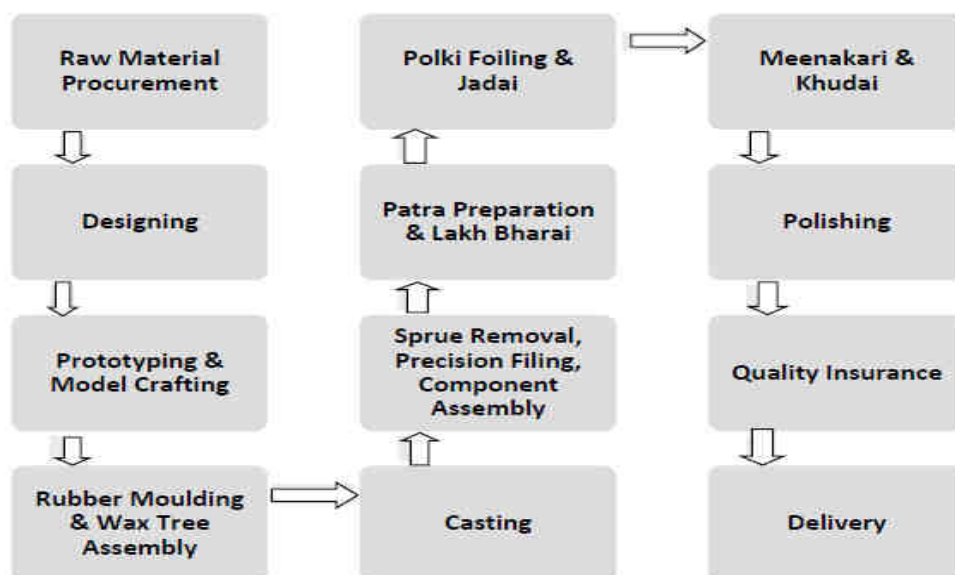 Raw Material
Procurement
Designing
Prototyping &
Model Crafting
Rubber Moulding
& Wax Tree
Assembly
Casting
Sprue Removal,
Precision Filing,
Component
Assembly
Patra Preparation
& Lakh Bharai
Polki Foiling &
Jadai
Meenakari &
Khudai
Polishing
Quality Insurance
Delivery